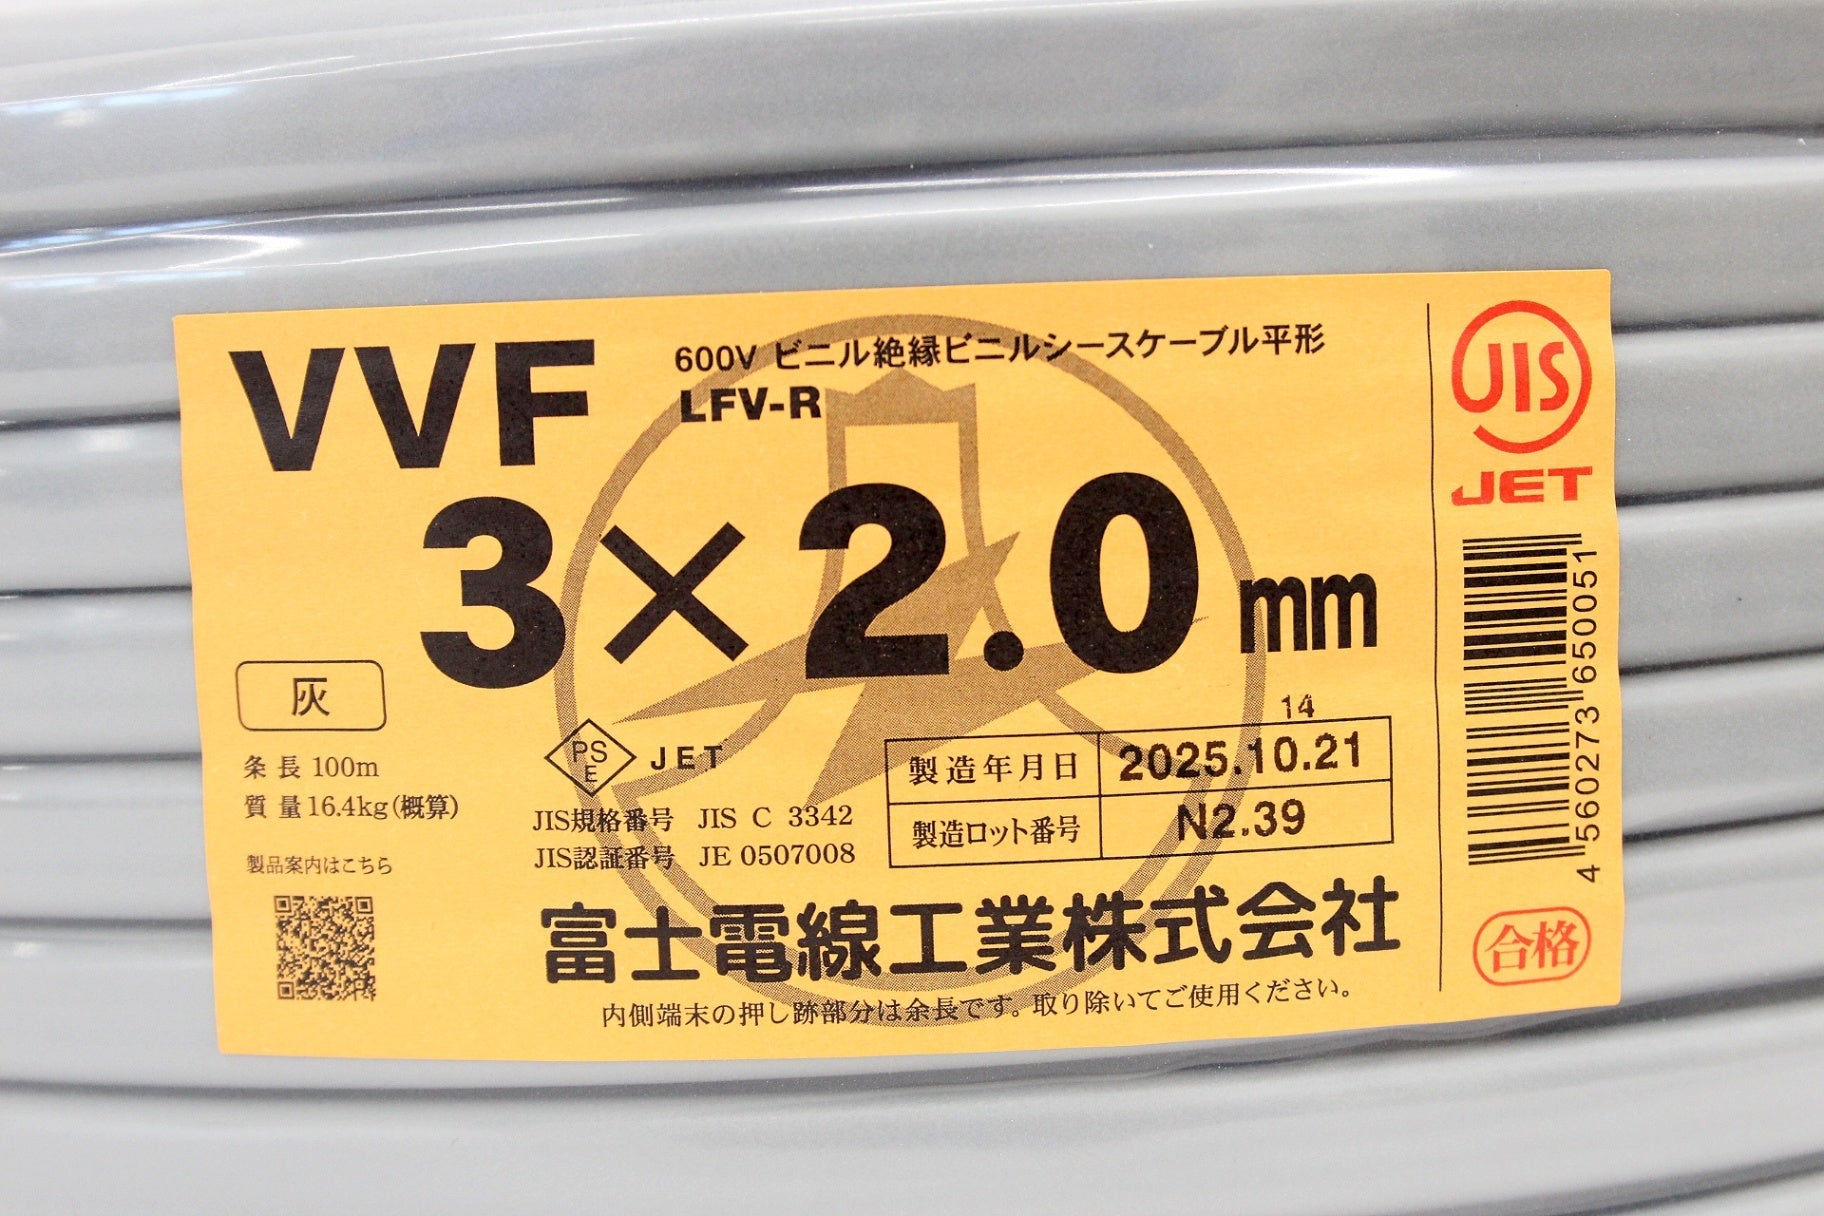 VVF
600V ビニル絶縁ビニルシースケーブル平形
LFV-R
3×2.0mm
灰
条 長 100m
質 量 16.4kg(概算)
製品案内はこちら
PSE JET
JIS規格番号 JIS C 3342
JIS認証番号 JE 0507008
14
製造年月日 2025.10.21
製造ロット番号 N2.39
富士電線工業株式会社
内側端末の押し跡部分は余長です。取り除いてご使用ください。
JIS
JET
4 560273 650051
合格